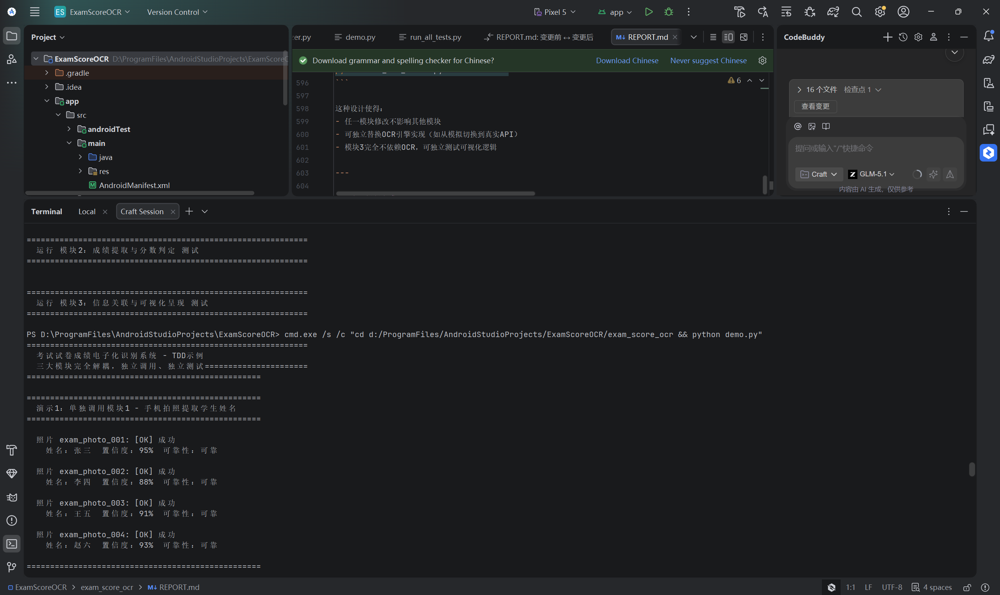 ES ExamScoreOCR Version Control Pixel 5 app
Project
ExamScoreOCR D:\ProgramFiles\AndroidStudioProjects\ExamScoreO
.gradle
.idea
app
src
androidTest
main
java
res
AndroidManifest.xml
zer.py demo.py run_all_tests.py REPORT.md: 变更前↔变更后 M↓ REPORT.md
Download grammar and spelling checker for Chinese? Download Chinese Never suggest Chinese
6
596 ```
597
598 这种设计使得：
599 - 任一模块修改不影响其他模块
600 - 可独立替换OCR引擎实现（如从模拟切换到真实API）
601 - 模块3完全不依赖OCR，可独立测试可视化逻辑
602
603 ---
604
CodeBuddy
16 个文件 检查点 1
查看变更
提问或输入"/"快捷命令
Craft GLM-5.1
内容由 AI 生成，仅供参考
Terminal Local Craft Session
============================================================
运行 模块2：成绩提取与分数判定 测试
============================================================
============================================================
运行 模块3：信息关联与可视化呈现 测试
============================================================
PS D:\ProgramFiles\AndroidStudioProjects\ExamScoreOCR> cmd.exe /s /c "cd d:/ProgramFiles/AndroidStudioProjects/ExamScoreOCR/exam_score_ocr && python demo.py"
============================================================
考试试卷成绩电子化识别系统 - TDD示例
三大模块完全解耦，独立调用、独立测试======================
==================================================
==================================================
演示1：单独调用模块1 - 手机拍照提取学生姓名
==================================================
照片 exam_photo_001: [OK] 成功
姓名：张三 置信度：95% 可靠性：可靠
照片 exam_photo_002: [OK] 成功
姓名：李四 置信度：88% 可靠性：可靠
照片 exam_photo_003: [OK] 成功
姓名：王五 置信度：91% 可靠性：可靠
照片 exam_photo_004: [OK] 成功
姓名：赵六 置信度：93% 可靠性：可靠
==================================================
ExamScoreOCR > exam_score_ocr > M↓ REPORT.md 1:1 LF UTF-8 4 spaces